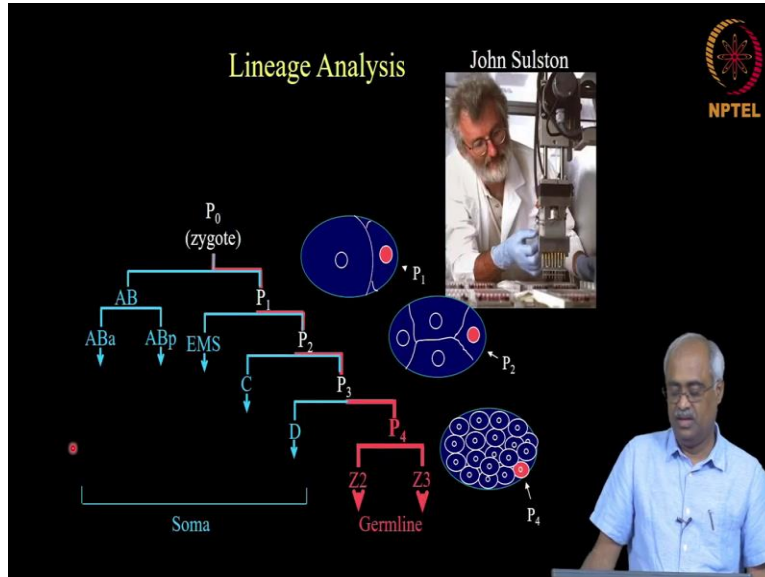 Lineage Analysis
John Sulston
NPTEL
P₀
(zygote)
AB
P₁
P₁
ABa
ABp
EMS
P₂
P₂
C
P₃
D
P₄
Z2
Z3
P₄
Soma
Germline